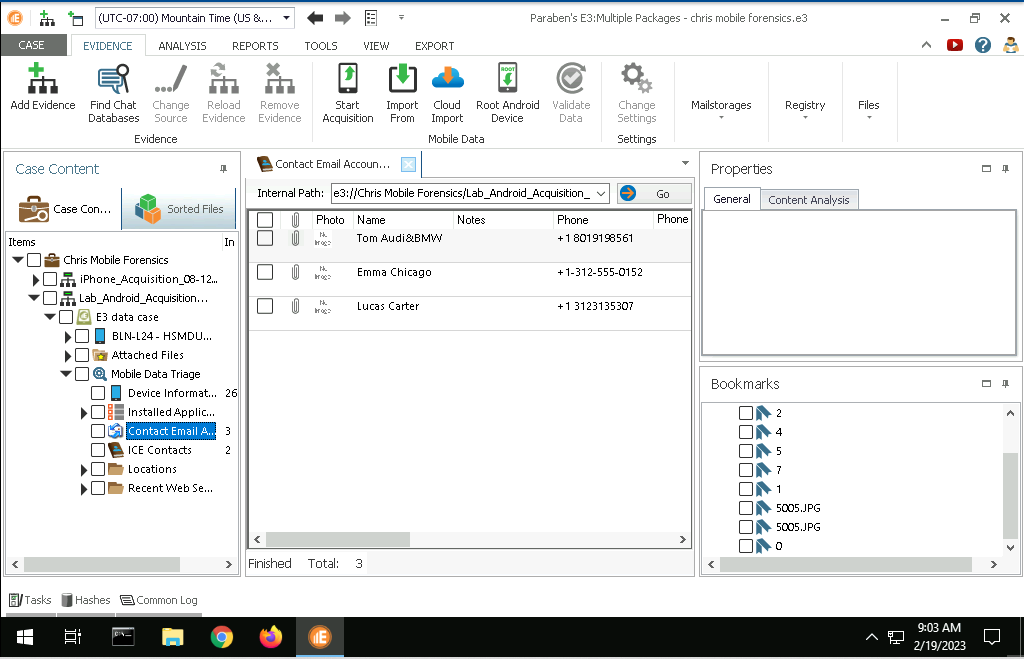 (UTC-07:00) Mountain Time (US &...
Paraben's E3:Multiple Packages - chris mobile forensics.e3
CASE EVIDENCE ANALYSIS REPORTS TOOLS VIEW EXPORT
Add Evidence
Find Chat Databases
Change Source
Reload Evidence
Remove Evidence
Start Acquisition
Import From
Cloud Import
ROOT
Root Android Device
Validate Data
Change Settings
Mailstorages
Registry
Files
Evidence
Mobile Data
Settings
Case Content
Case Con...
Sorted Files
Items In
Chris Mobile Forensics
iPhone_Acquisition_08-12...
Lab_Android_Acquisition...
E3 data case
BLN-L24 - HSMDU...
Attached Files
Mobile Data Triage
Device Informat... 26
Installed Applic...
Contact Email A... 3
ICE Contacts 2
Locations
Recent Web Se...
Contact Email Accoun...
Internal Path: e3://Chris Mobile Forensics/Lab_Android_Acquisition_ Go
Photo Name Notes Phone Phone
No Image Tom Audi&BMW +1 8019198561
No Image Emma Chicago +1-312-555-0152
No Image Lucas Carter +1 3123135307
Finished Total: 3
Properties
General Content Analysis
Bookmarks
2
4
5
7
1
5005.JPG
5005.JPG
0
Tasks Hashes Common Log
9:03 AM
2/19/2023